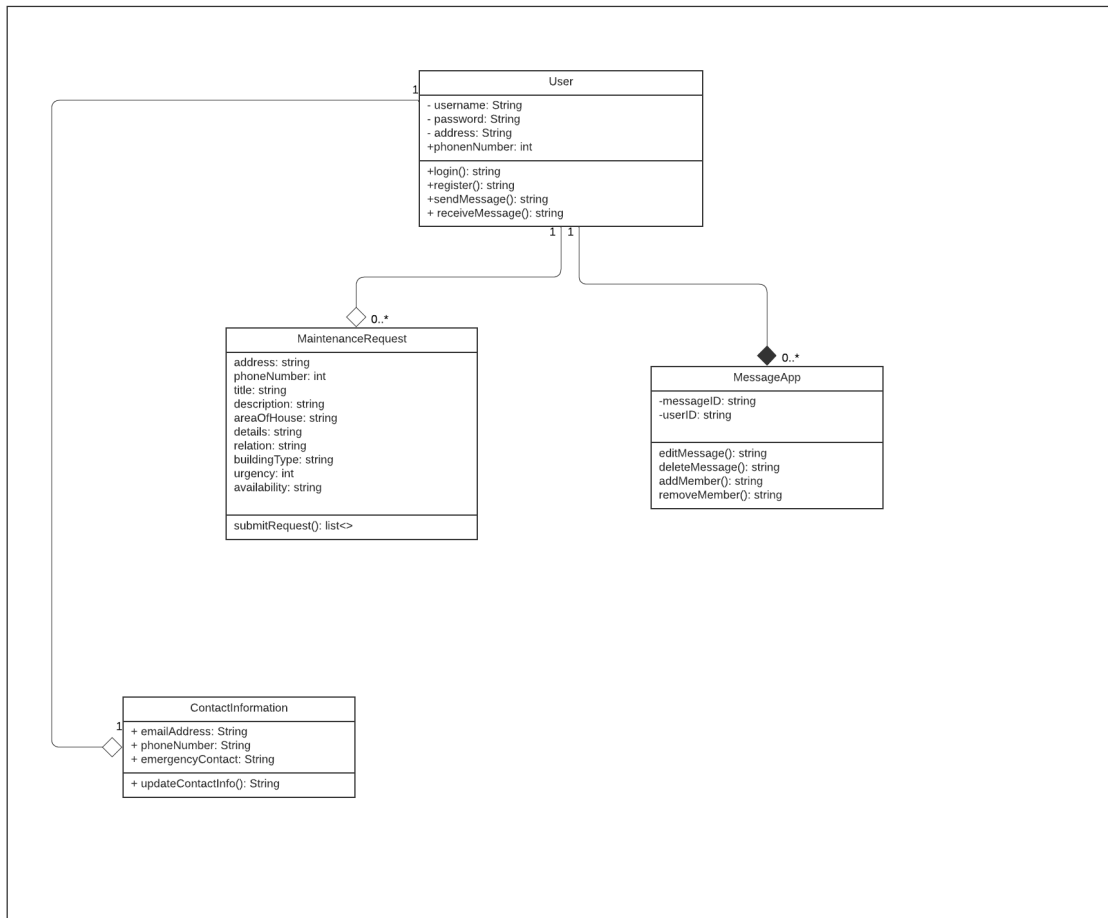 User
1
- username: String
- password: String
- address: String
+phonenNumber: int
+login(): string
+register(): string
+sendMessage(): string
+ receiveMessage(): string
1
1
0..*
MaintenanceRequest
address: string
phoneNumber: int
title: string
description: string
areaOfHouse: string
details: string
relation: string
buildingType: string
urgency: int
availability: string
submitRequest(): list<>
0..*
MessageApp
-messageID: string
-userID: string
editMessage(): string
deleteMessage(): string
addMember(): string
removeMember(): string
ContactInformation
1
+ emailAddress: String
+ phoneNumber: String
+ emergencyContact: String
+ updateContactInfo(): String